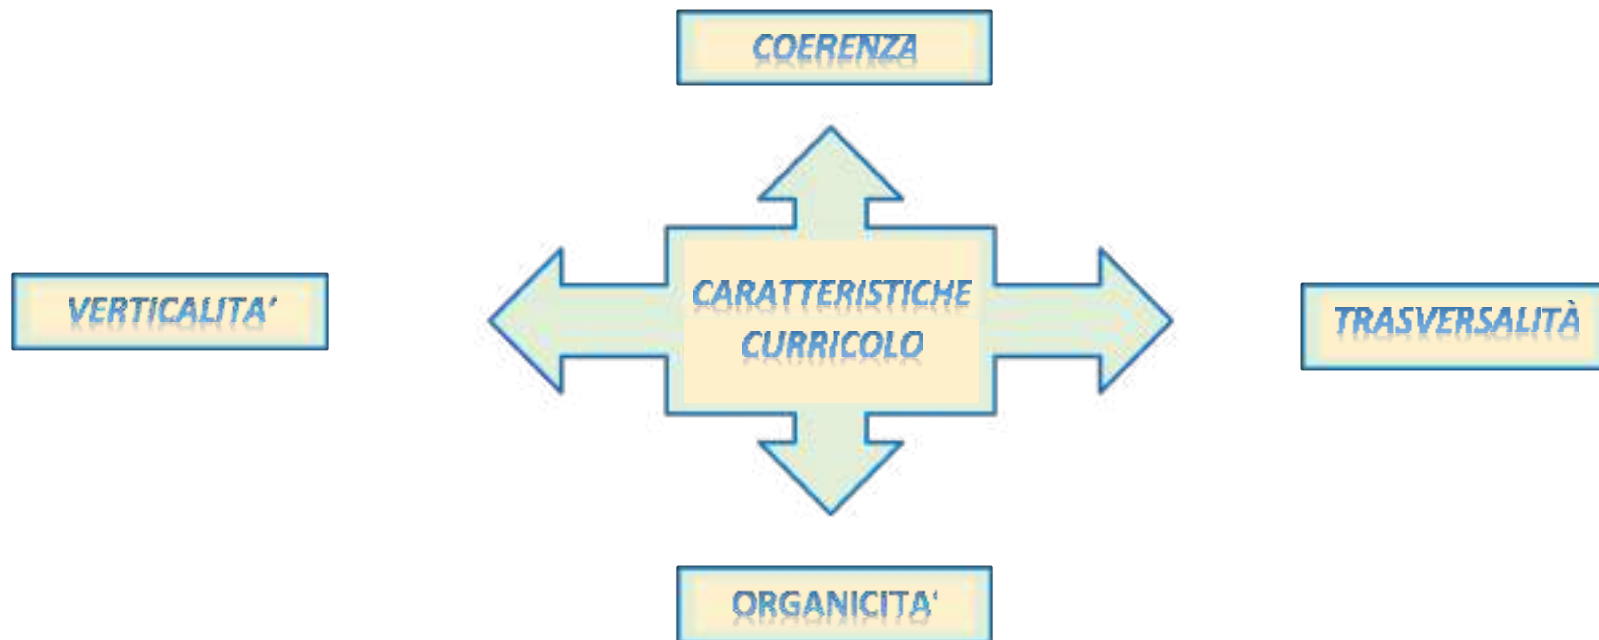 COERENZA
VERTICALITA'
CARATTERISTICHE
CURRICOLO
TRASVERSALITÀ
ORGANICITA'